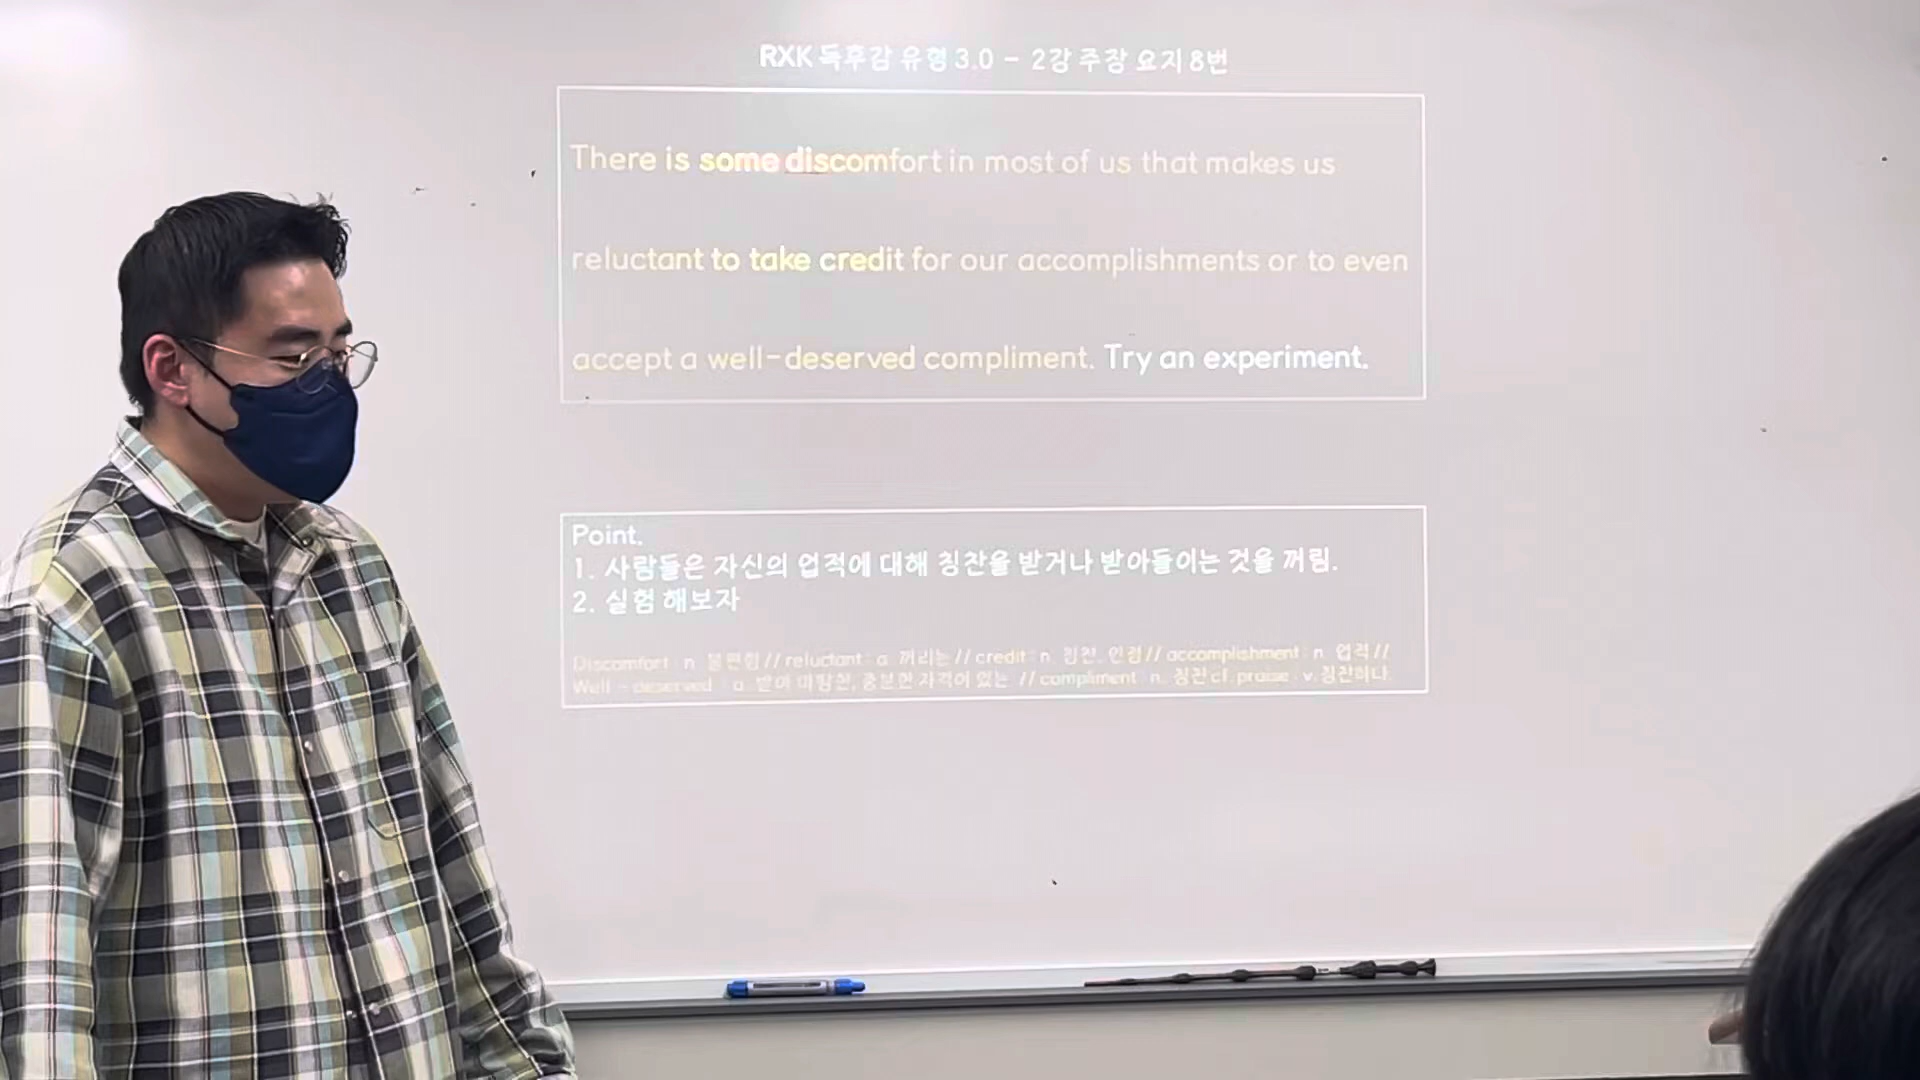 RXK 독후감 유형 3.0 - 2강 주장 요지 8번
There is some discomfort in most of us that makes us
reluctant to take credit for our accomplishments or to even
accept a well-deserved compliment. Try an experiment.
Point.
1. 사람들은 자신의 업적에 대해 칭찬을 받거나 받아들이는 것을 꺼림.
2. 실험 해보자
Discomfort : n. 불편함 // reluctant : a. 꺼리는 // credit : n. 칭찬, 인정 // accomplishment : n. 업적 //
Well - deserved : a. 받아 마땅한, 충분한 자격이 있는 // compliment : n. 칭찬 cf. praise : v. 칭찬하다.